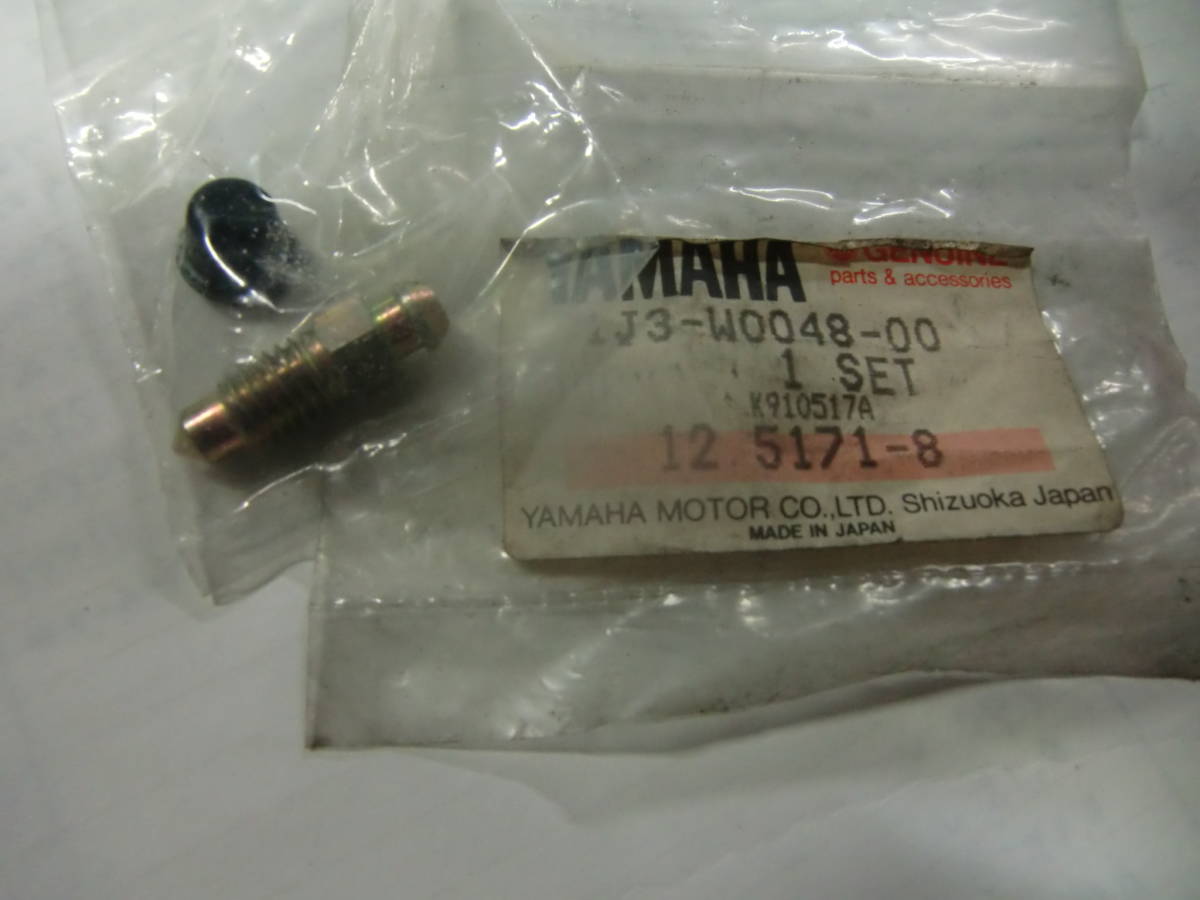 YAMAHA GENUINE
parts & accessories
J3-W0048-00
1 SET
K910517A
12 5171-8
YAMAHA MOTOR CO.,LTD. Shizuoka Japan
MADE IN JAPAN